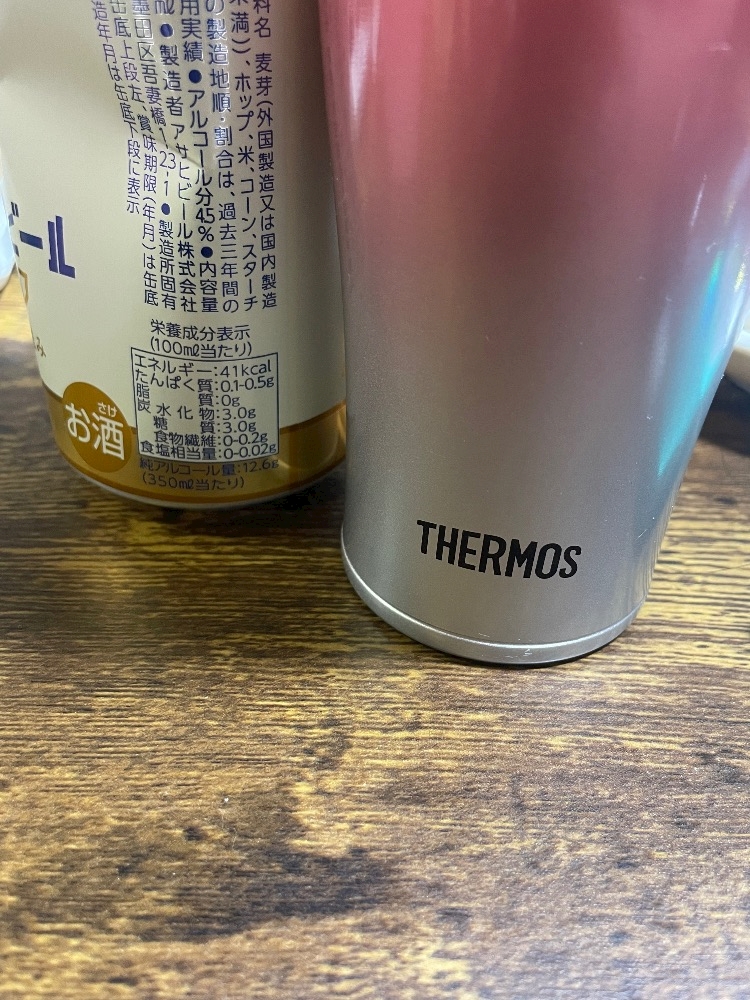 料名 麦芽(外国製造又は国内製造
未満))、ホップ、米、コーン、スターチ
の製造地順・割合は、過去三年間の
用実績●アルコール分4.5%●内容量
㎖●製造者 アサヒビール株式会社
墨田区吾妻橋1-23-1●製造所固有
缶底上段左、賞味期限(年月)は缶底
造年月は缶底下段に表示
ビール
み
栄養成分表示
(100㎖当たり)
エネルギー:41kcal
たんぱく質:0.1-0.5g
脂質:0g
炭水化物:3.0g
糖質:3.0g
食物繊維:0-0.2g
食塩相当量:0-0.02g
純アルコール量:12.6g
(350㎖当たり)
さけ
お酒
THERMOS